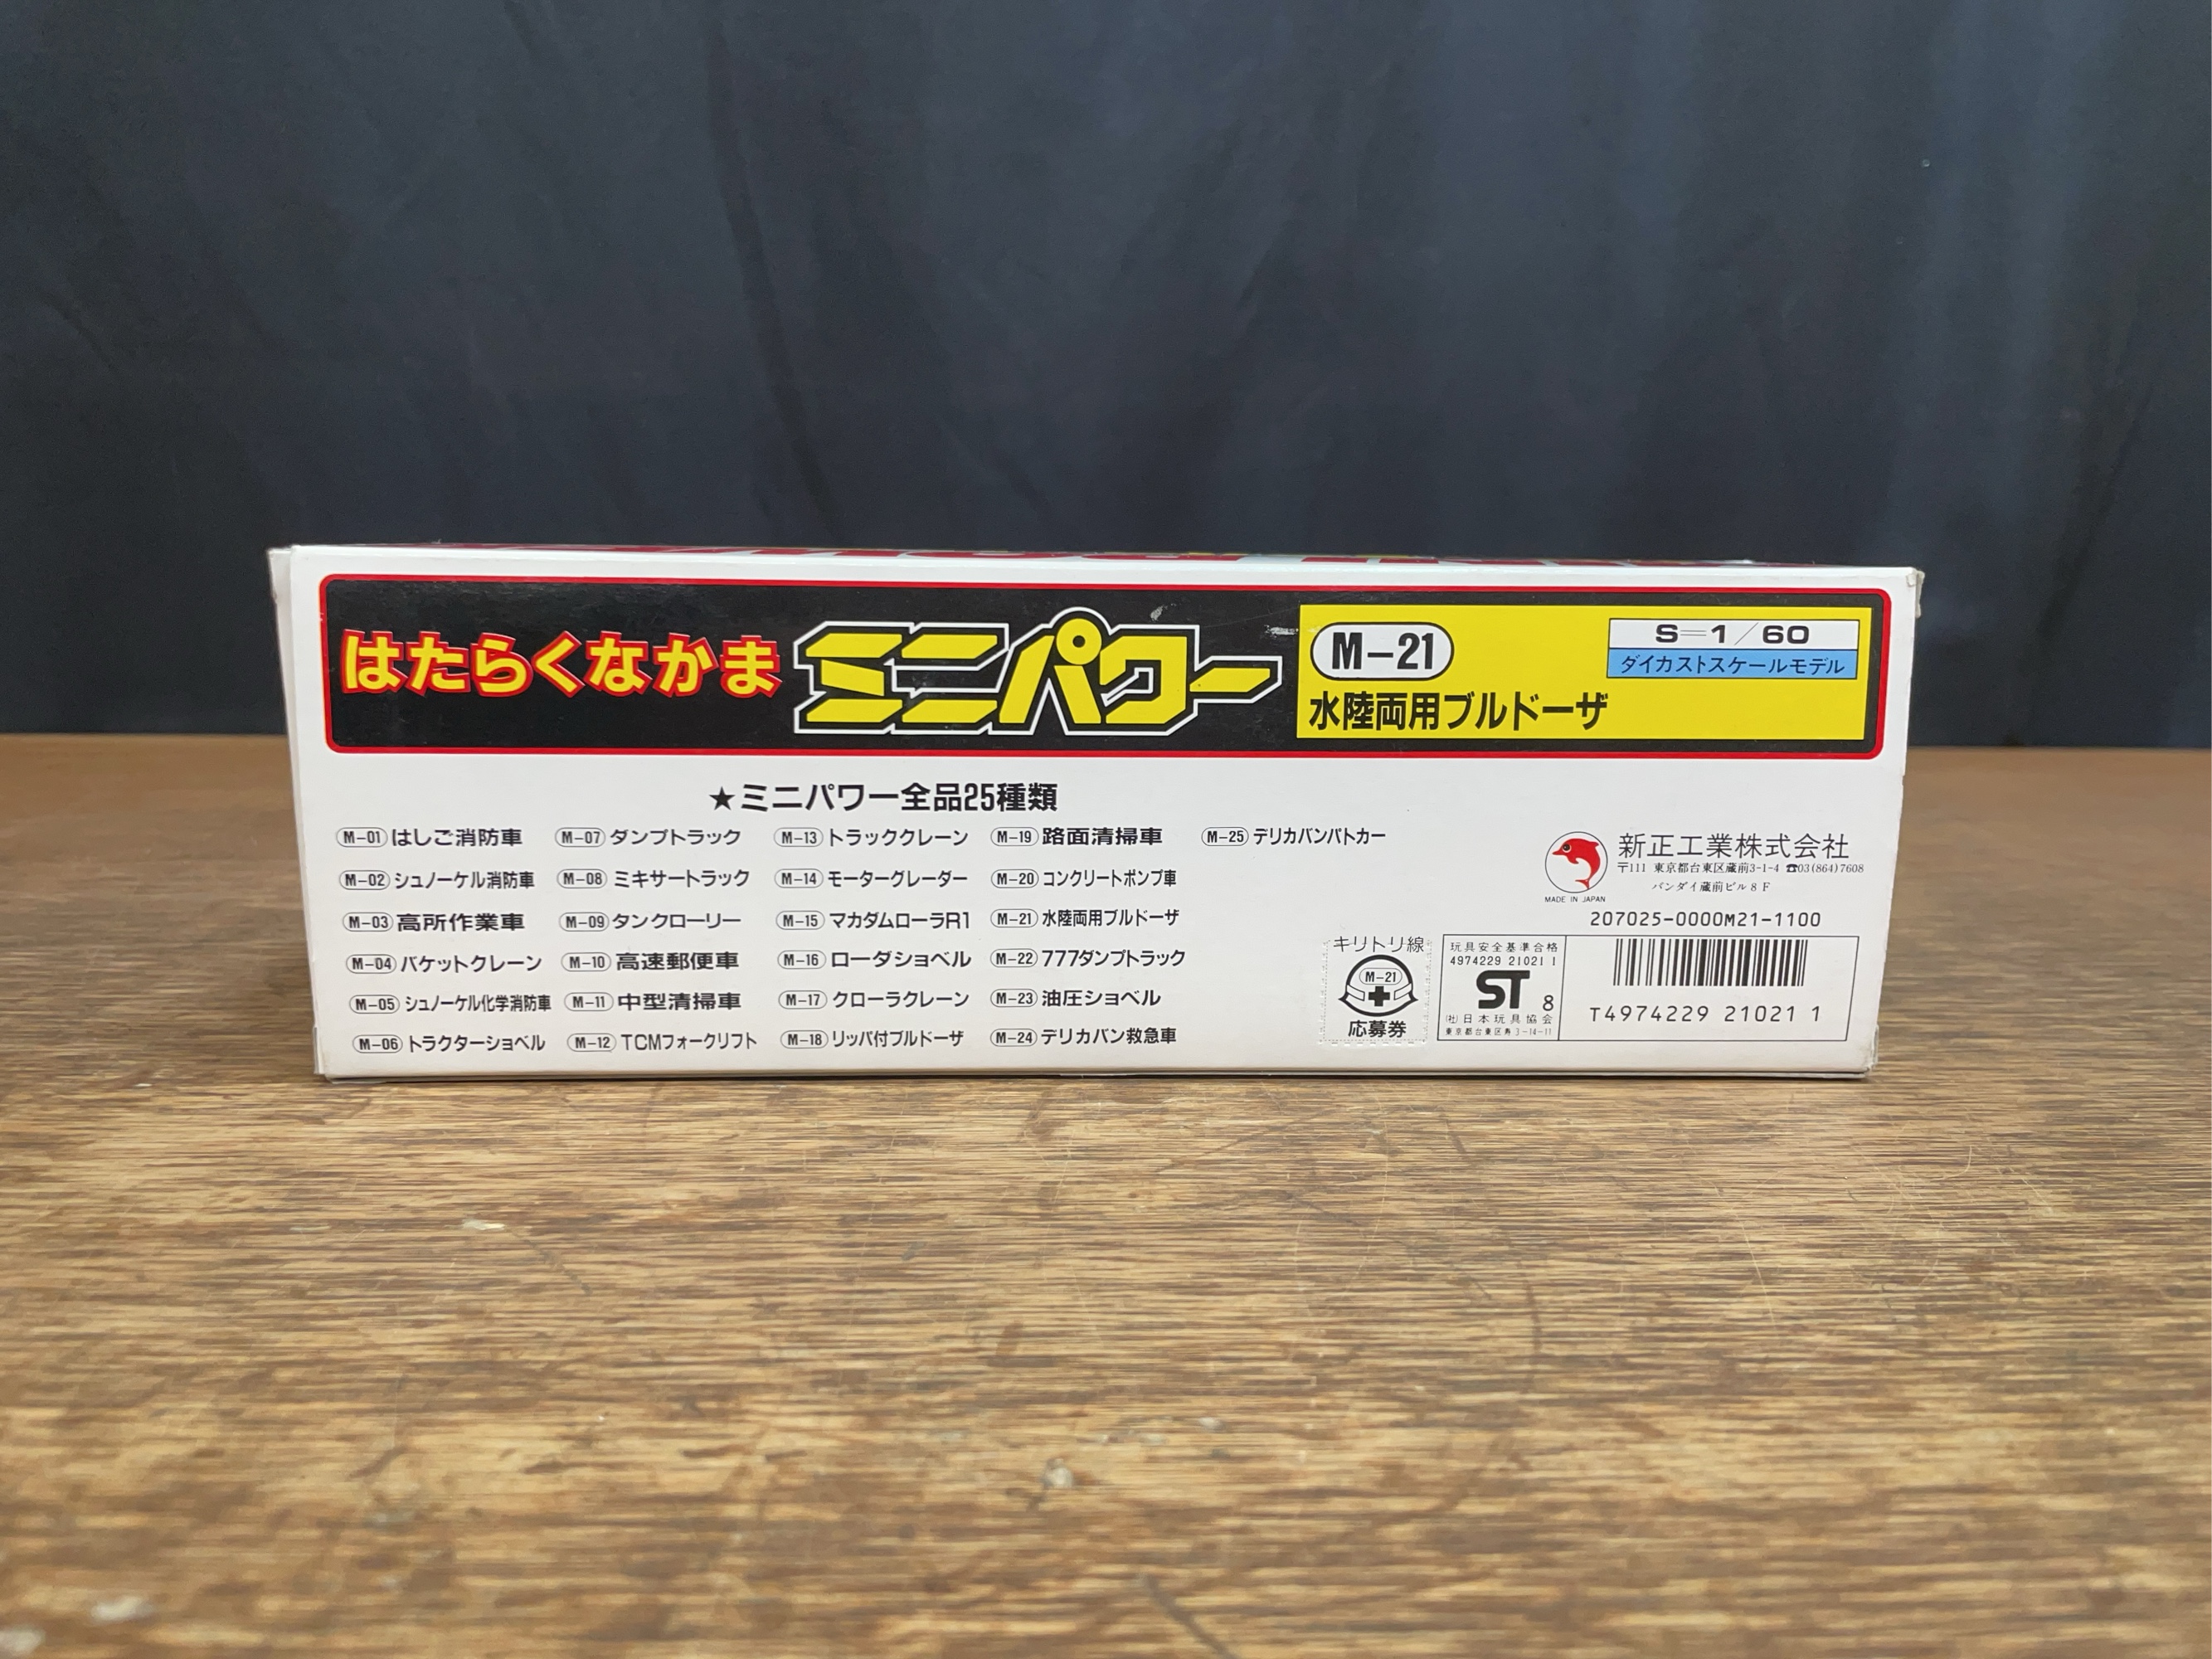 はたらくなかま ミニパワー
M-21
水陸両用ブルドーザ
S=1/60
ダイカストスケールモデル
★ミニパワー全品25種類
M-01 はしご消防車
M-02 シュノーケル消防車
M-03 高所作業車
M-04 バケットクレーン
M-05 シュノーケル化学消防車
M-06 トラクターショベル
M-07 ダンプトラック
M-08 ミキサートラック
M-09 タンクローリー
M-10 高速郵便車
M-11 中型清掃車
M-12 TCMフォークリフト
M-13 トラッククレーン
M-14 モーターグレーダー
M-15 マカダムローラR1
M-16 ローダショベル
M-17 クローラクレーン
M-18 リッパ付ブルドーザ
M-19 路面清掃車
M-20 コンクリートポンプ車
M-21 水陸両用ブルドーザ
M-22 777ダンプトラック
M-23 油圧ショベル
M-24 デリカバン救急車
M-25 デリカバンパトカー
MADE IN JAPAN
新正工業株式会社
〒111 東京都台東区蔵前3-1-4 ☎03(864)7608
バンダイ蔵前ビル8F
207025-0000M21-1100
キリトリ線
M-21
応募券
玩具安全基準合格
4974229 21021 1
ST 8
(社)日本玩具協会
東京都台東区寿3-14-11
T4974229 21021 1